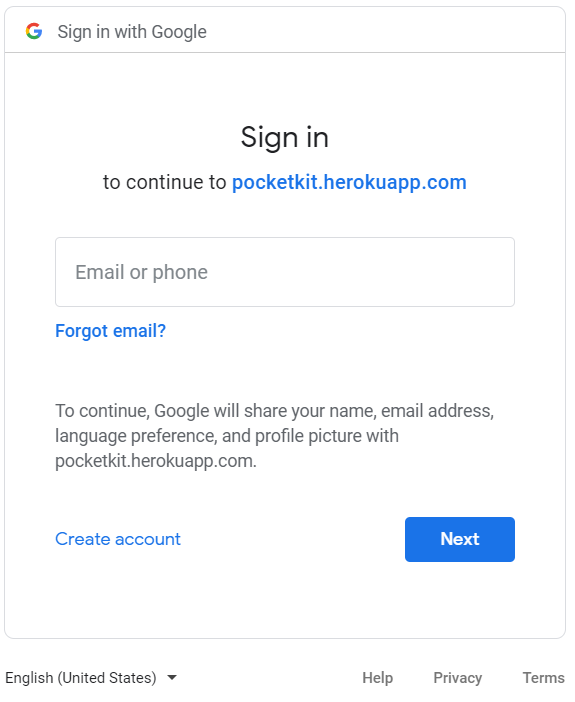 Sign in with Google
Sign in
to continue to pocketkit.herokuapp.com
Email or phone
Forgot email?
To continue, Google will share your name, email address,
language preference, and profile picture with
pocketkit.herokuapp.com.
Create account
Next
English (United States)
Help
Privacy
Terms